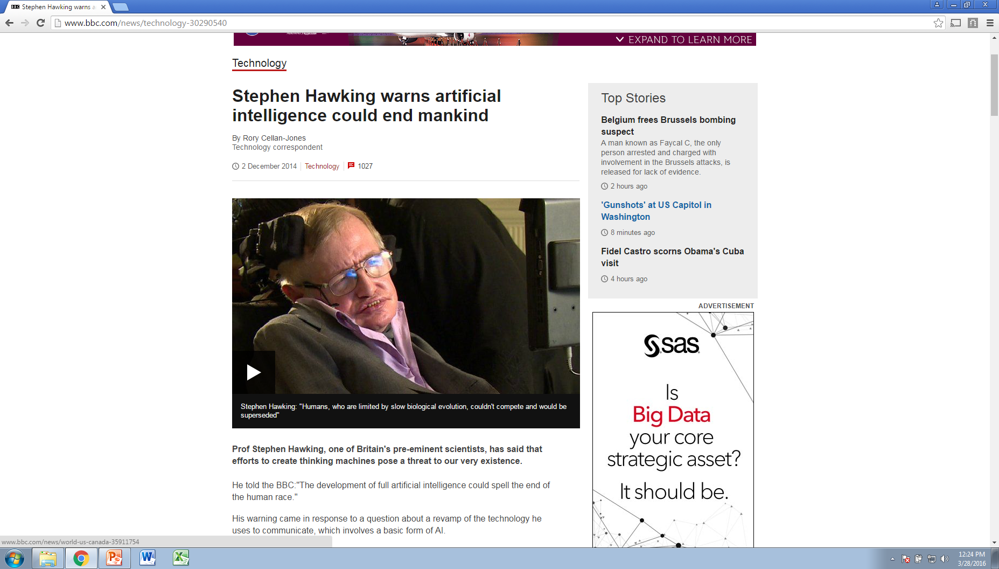 Stephen Hawking warns a
www.bbc.com/news/technology-30290540
EXPAND TO LEARN MORE
Technology
Stephen Hawking warns artificial
intelligence could end mankind
By Rory Cellan-Jones
Technology correspondent
2 December 2014 Technology 1027
Stephen Hawking: "Humans, who are limited by slow biological evolution, couldn't compete and would be
superseded"
Prof Stephen Hawking, one of Britain's pre-eminent scientists, has said that
efforts to create thinking machines pose a threat to our very existence.
He told the BBC:"The development of full artificial intelligence could spell the end of
the human race."
His warning came in response to a question about a revamp of the technology he
uses to communicate, which involves a basic form of AI.
Top Stories
Belgium frees Brussels bombing
suspect
A man known as Faycal C, the only
person arrested and charged with
involvement in the Brussels attacks, is
released for lack of evidence.
2 hours ago
'Gunshots' at US Capitol in
Washington
8 minutes ago
Fidel Castro scorns Obama's Cuba
visit
4 hours ago
ADVERTISEMENT
sas
Is
Big Data
your core
strategic asset?
It should be.
www.bbc.com/news/world-us-canada-35911754
12:24 PM
3/28/2016